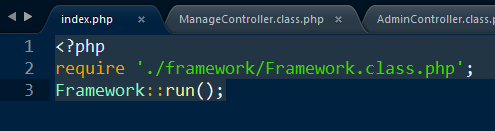 index.php ManageController.class.php AdminController.class.php
1 <?php
2 require './framework/Framework.class.php';
3 Framework::run();